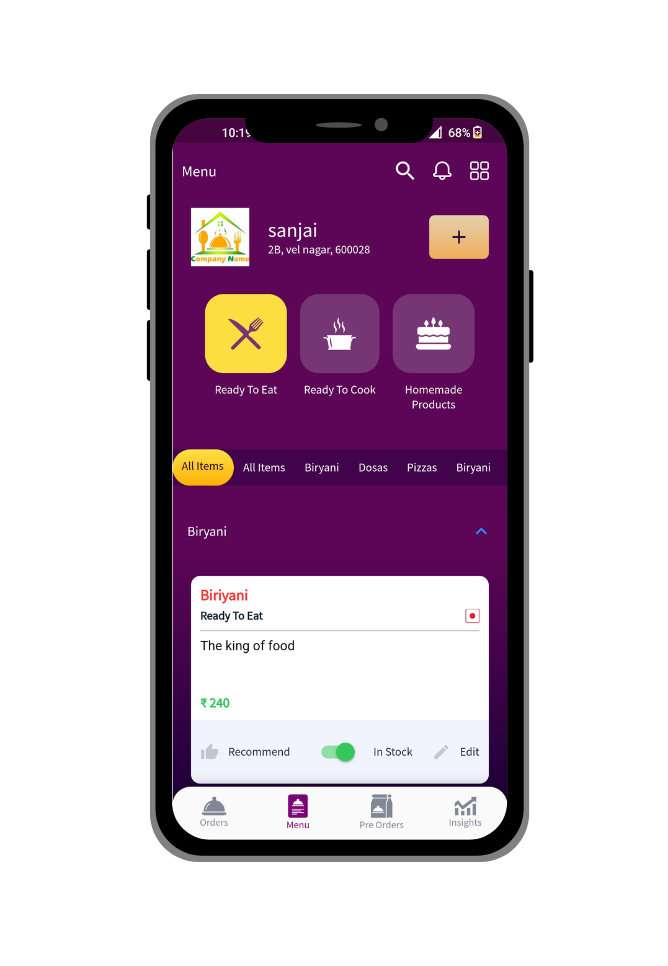 10:19
68%
Menu
sanjai
2B, vel nagar, 600028
Company Name
+
Ready To Eat
Ready To Cook
Homemade
Products
All Items
All Items
Biryani
Dosas
Pizzas
Biryani
Biryani
Biriyani
Ready To Eat
The king of food
₹ 240
Recommend
In Stock
Edit
Orders
Menu
Pre Orders
Insights